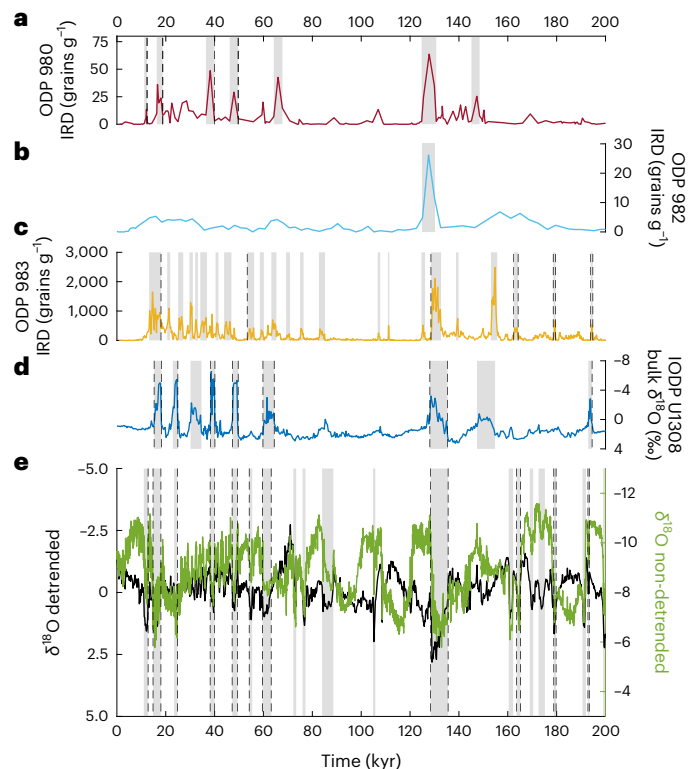 a
0 20 40 60 80 100 120 140 160 180 200
75
50
25
0
ODP 980
IRD (grains g⁻¹)
b
30
20
10
0
ODP 982
IRD (grains g⁻¹)
c
3,000
2,000
1,000
0
ODP 983
IRD (grains g⁻¹)
d
–8
–4
0
4
IODP U1308
bulk δ¹⁸O (‰)
e
–5.0
–2.5
0
2.5
5.0
δ¹⁸O detrended
–12
–10
–8
–6
–4
δ¹⁸O non-detrended
0 20 40 60 80 100 120 140 160 180 200
Time (kyr)